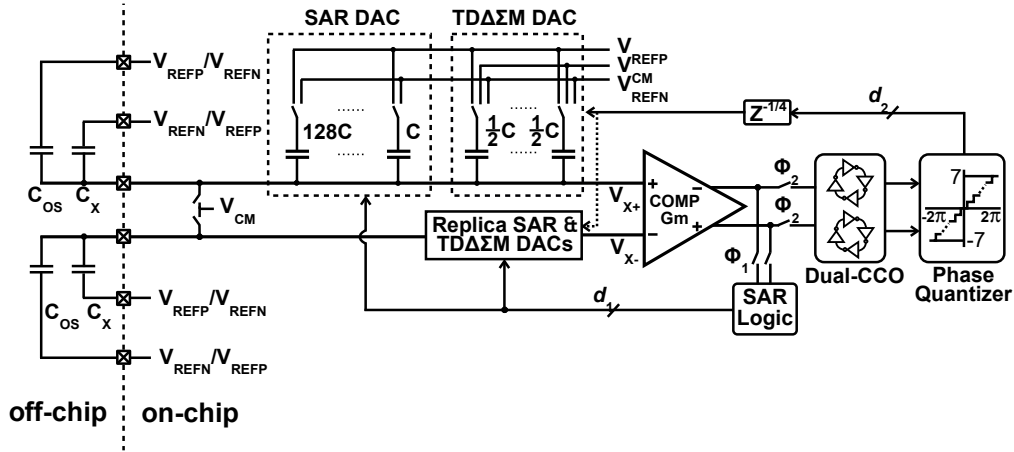 SAR DAC
TDΔΣM DAC
V_REFP/V_REFN
V_REFP
V_CM
V_REFN
V_REFN/V_REFP
128C
......
C
1/2 C
......
1/2 C
Z^-1/4
d_2
C_OS
C_X
V_CM
V_X+
+
−
COMP
Gm
−
+
Φ_2
Φ_2
Φ_1
7
-2π
2π
-7
Replica SAR &
TDΔΣM DACs
V_X-
Dual-CCO
Phase
Quantizer
C_OS
C_X
V_REFP/V_REFN
d_1
SAR
Logic
V_REFN/V_REFP
off-chip
on-chip